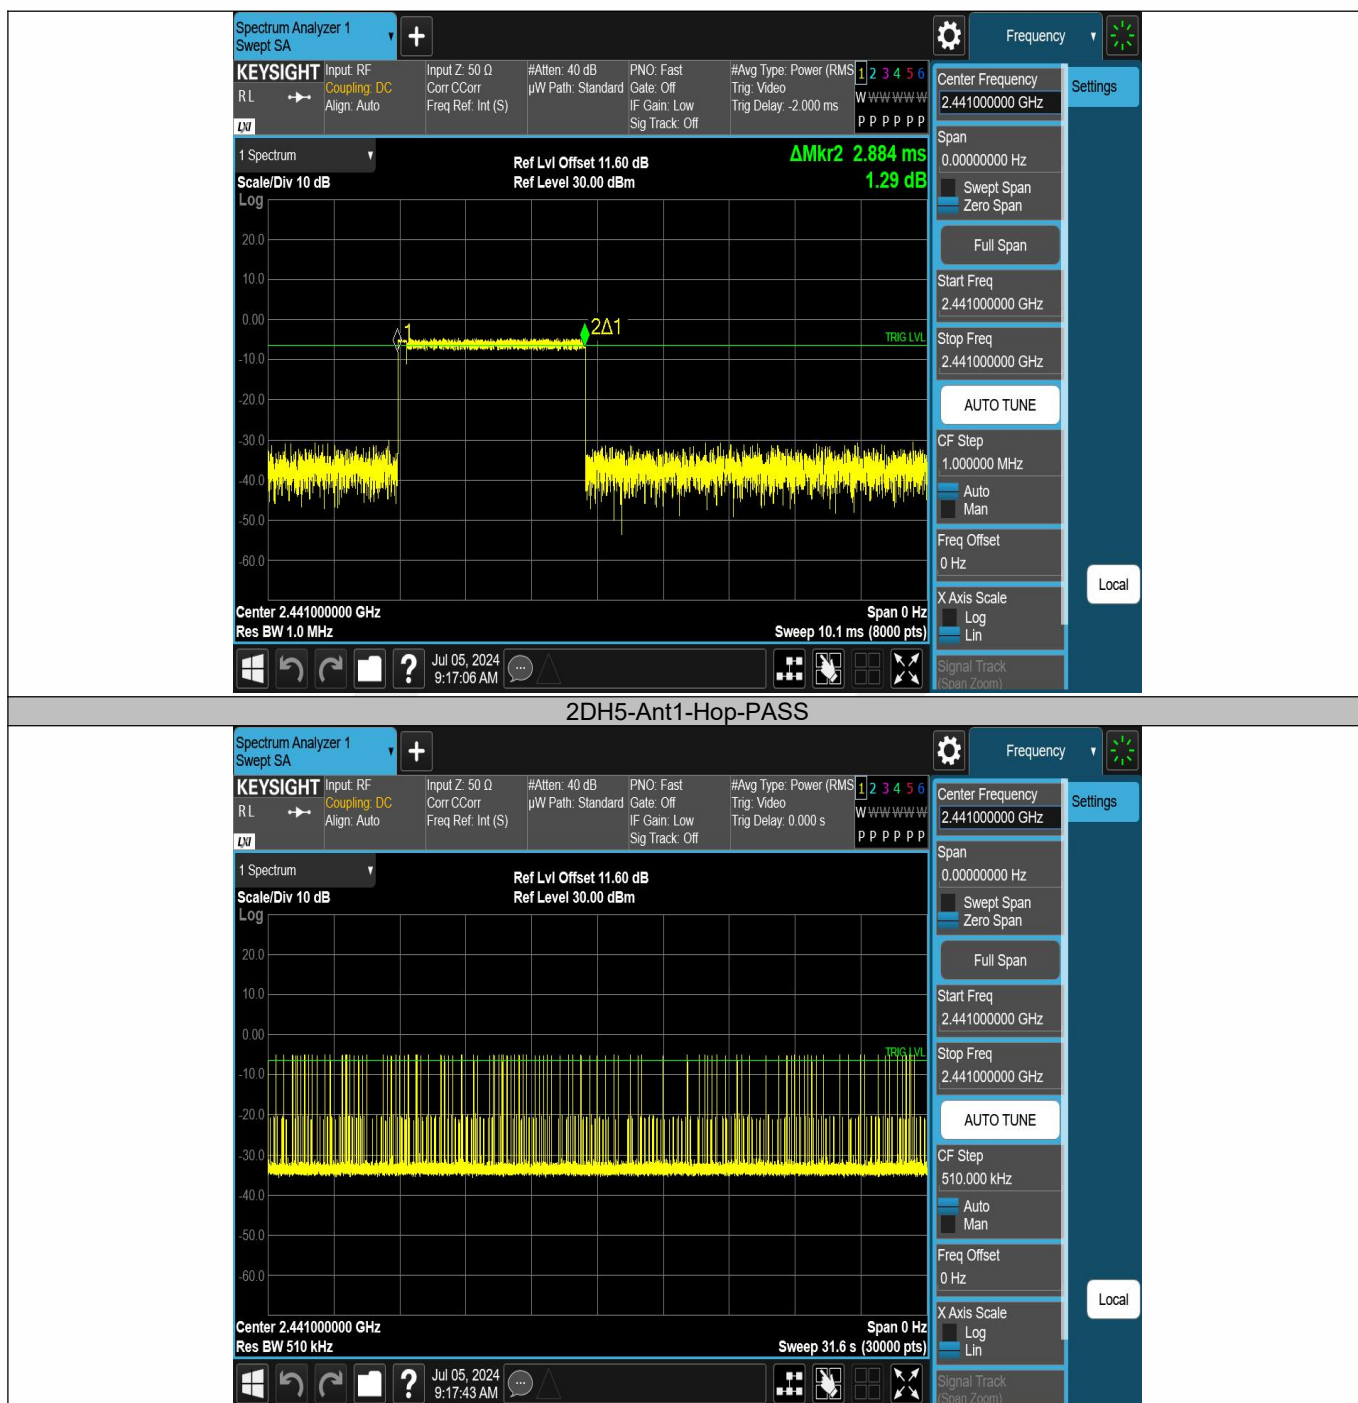 Spectrum Analyzer 1
Swept SA
+
Frequency
KEYSIGHT
R L
LXI
Input: RF
Coupling: DC
Align: Auto
Input Z: 50 Ω
Corr CCorr
Freq Ref: Int (S)
#Atten: 40 dB
µW Path: Standard
PNO: Fast
Gate: Off
IF Gain: Low
Sig Track: Off
#Avg Type: Power (RMS
Trig: Video
Trig Delay: -2.000 ms
1 2 3 4 5 6
W W W W W W
P P P P P P
Center Frequency
2.441000000 GHz
Settings
Span
0.00000000 Hz
Swept Span
Zero Span
Full Span
Start Freq
2.441000000 GHz
Stop Freq
2.441000000 GHz
AUTO TUNE
CF Step
1.000000 MHz
Auto
Man
Freq Offset
0 Hz
X Axis Scale
Log
Lin
Signal Track
(Span Zoom)
Local
1 Spectrum
Scale/Div 10 dB
Log
Ref Lvl Offset 11.60 dB
Ref Level 30.00 dBm
ΔMkr2 2.884 ms
1.29 dB
20.0
10.0
0.00
-10.0
-20.0
-30.0
-40.0
-50.0
-60.0
1
2Δ1
TRIG LVL
Center 2.441000000 GHz
Res BW 1.0 MHz
Span 0 Hz
Sweep 10.1 ms (8000 pts)
?
Jul 05, 2024
9:17:06 AM
2DH5-Ant1-Hop-PASS
Spectrum Analyzer 1
Swept SA
+
Frequency
KEYSIGHT
R L
LXI
Input: RF
Coupling: DC
Align: Auto
Input Z: 50 Ω
Corr CCorr
Freq Ref: Int (S)
#Atten: 40 dB
µW Path: Standard
PNO: Fast
Gate: Off
IF Gain: Low
Sig Track: Off
#Avg Type: Power (RMS
Trig: Video
Trig Delay: 0.000 s
1 2 3 4 5 6
W W W W W W
P P P P P P
Center Frequency
2.441000000 GHz
Settings
Span
0.00000000 Hz
Swept Span
Zero Span
Full Span
Start Freq
2.441000000 GHz
Stop Freq
2.441000000 GHz
AUTO TUNE
CF Step
510.000 kHz
Auto
Man
Freq Offset
0 Hz
X Axis Scale
Log
Lin
Signal Track
(Span Zoom)
Local
1 Spectrum
Scale/Div 10 dB
Log
Ref Lvl Offset 11.60 dB
Ref Level 30.00 dBm
20.0
10.0
0.00
-10.0
-20.0
-30.0
-40.0
-50.0
-60.0
TRIG LVL
Center 2.441000000 GHz
Res BW 510 kHz
Span 0 Hz
Sweep 31.6 s (30000 pts)
?
Jul 05, 2024
9:17:43 AM